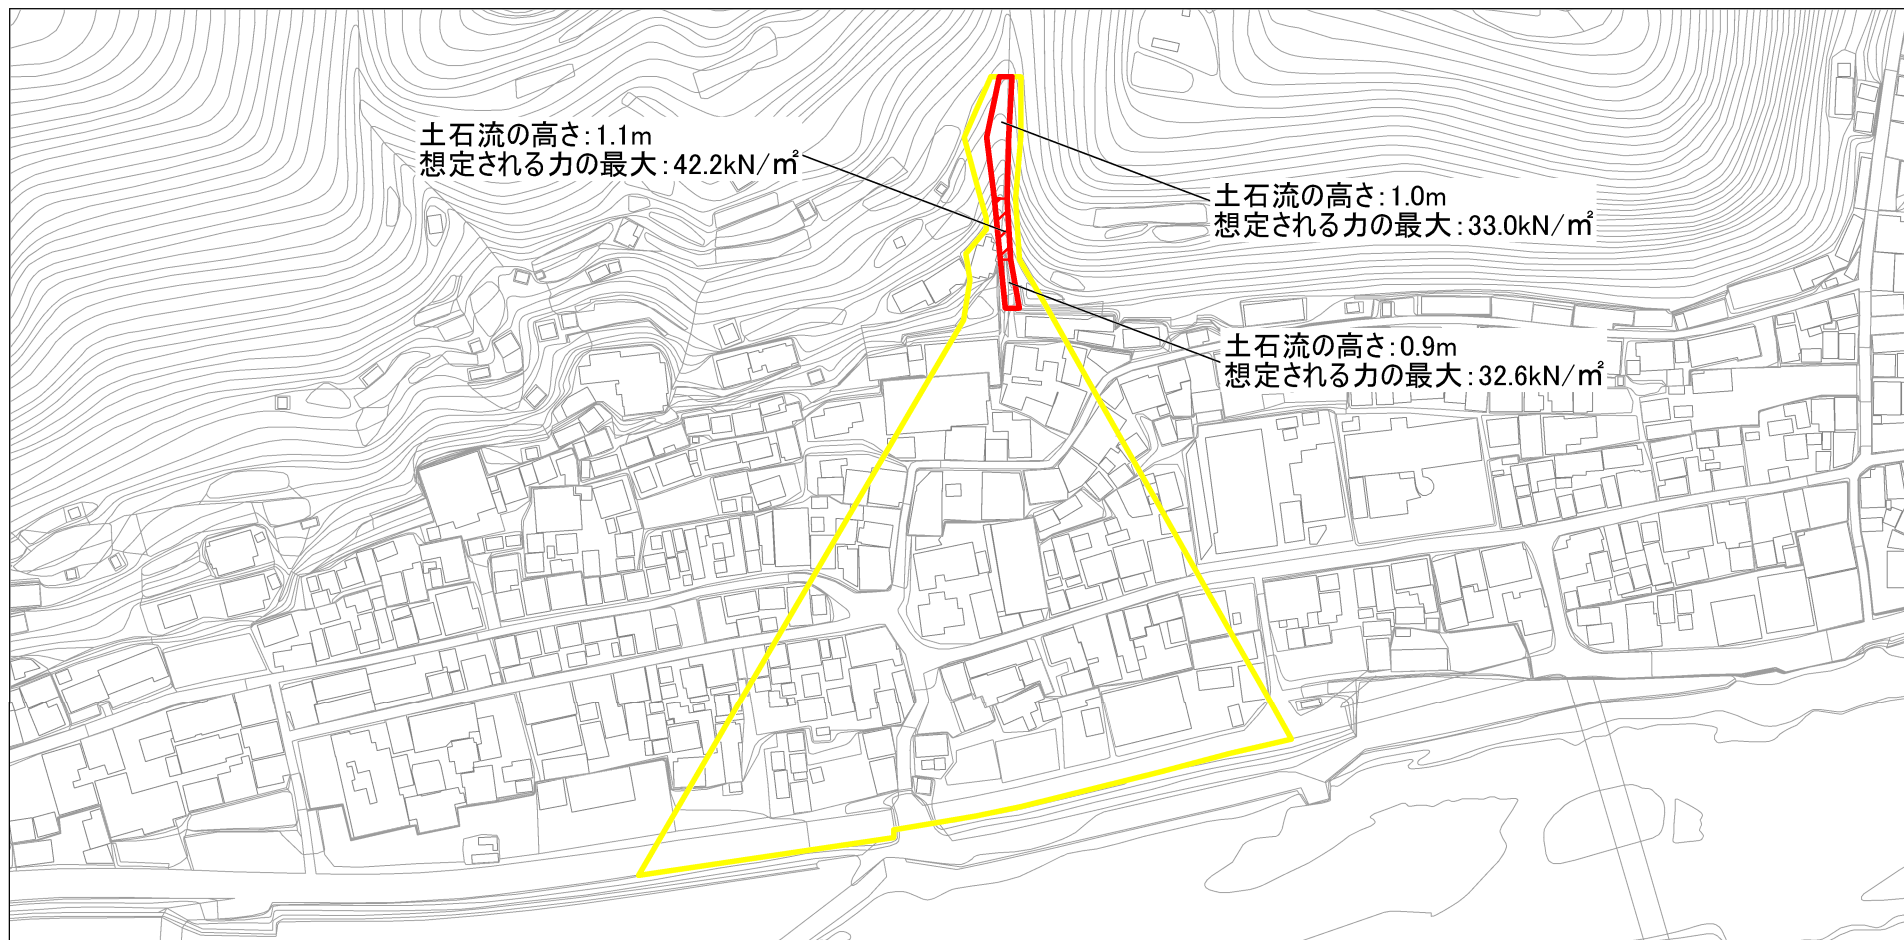 土石流の高さ:1.1m
想定される力の最大:42.2kN/㎡
土石流の高さ:1.0m
想定される力の最大:33.0kN/㎡
土石流の高さ:0.9m
想定される力の最大:32.6kN/㎡